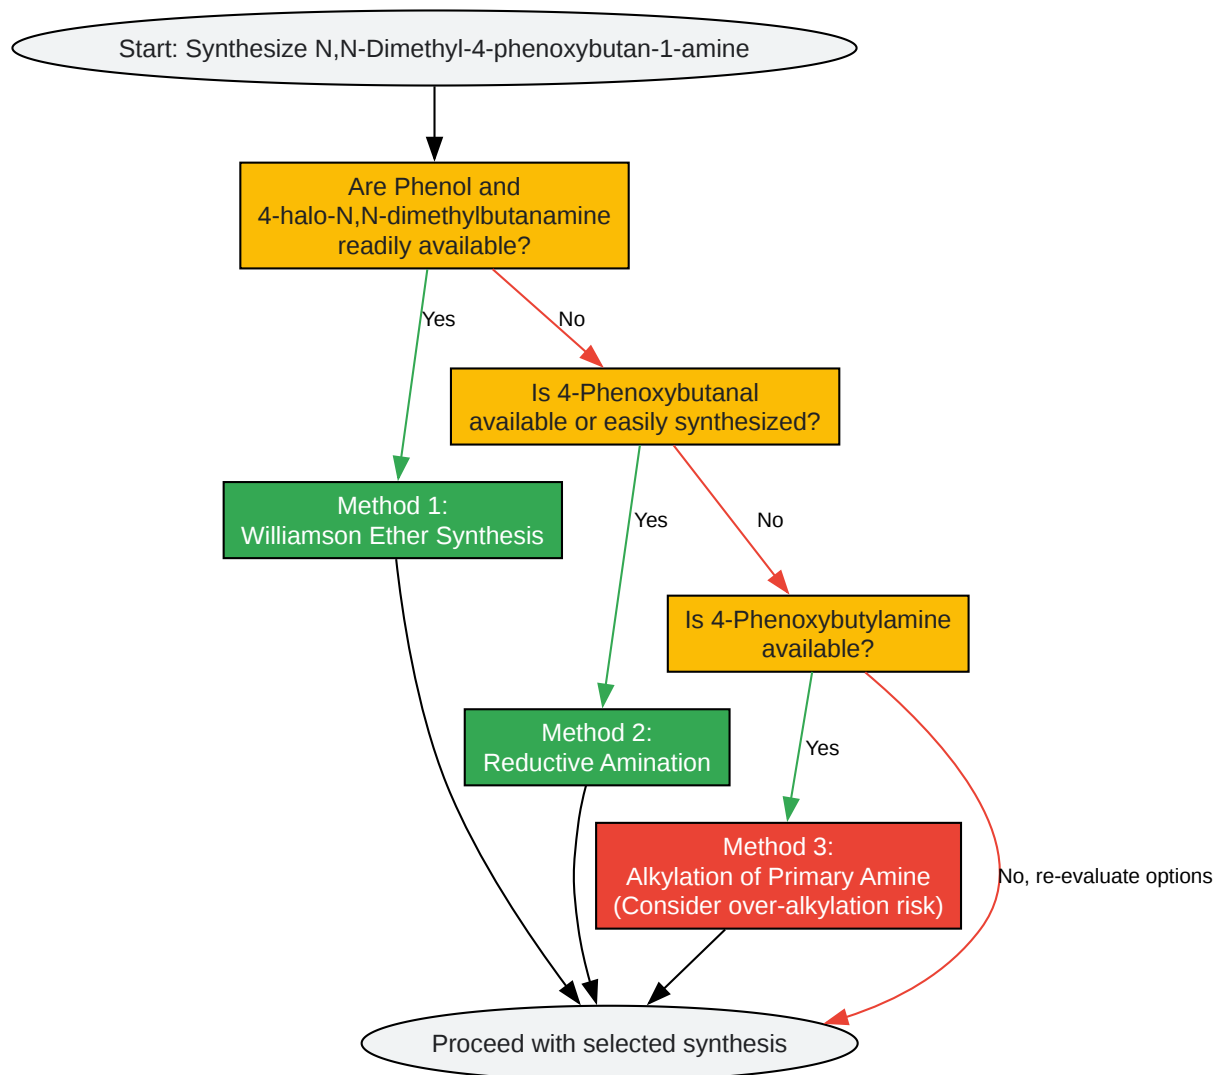 Start: Synthesize N,N-Dimethyl-4-phenoxybutan-1-amine
Are Phenol and
4-halo-N,N-dimethylbutanamine
readily available?
Yes
No
Is 4-Phenoxybutanal
available or easily synthesized?
Method 1:
Williamson Ether Synthesis
Yes
No
Is 4-Phenoxybutylamine
available?
Method 2:
Reductive Amination
Yes
Method 3:
Alkylation of Primary Amine
(Consider over-alkylation risk)
No, re-evaluate options
Proceed with selected synthesis